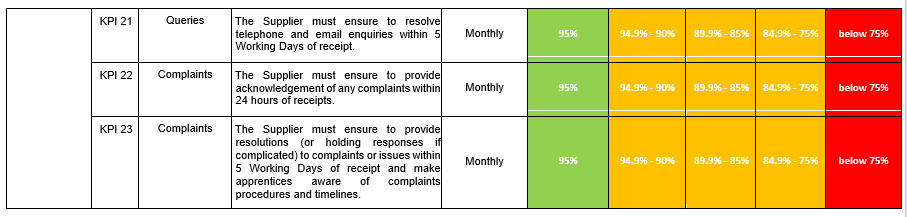 KPI 21 Queries The Supplier must ensure to resolve
telephone and email enquiries within 5
Working Days of receipt.
Monthly 95% 94.9% - 90% 89.9% - 85% 84.9% - 75% below 75%
KPI 22 Complaints The Supplier must ensure to provide
acknowledgement of any complaints within
24 hours of receipts.
Monthly 95% 94.9% - 90% 89.9% - 85% 84.9% - 75% below 75%
KPI 23 Complaints The Supplier must ensure to provide
resolutions (or holding responses if
complicated) to complaints or issues within
5 Working Days of receipt and make
apprentices aware of complaints
procedures and timelines.
Monthly 95% 94.9% - 90% 89.9% - 85% 84.9% - 75% below 75%